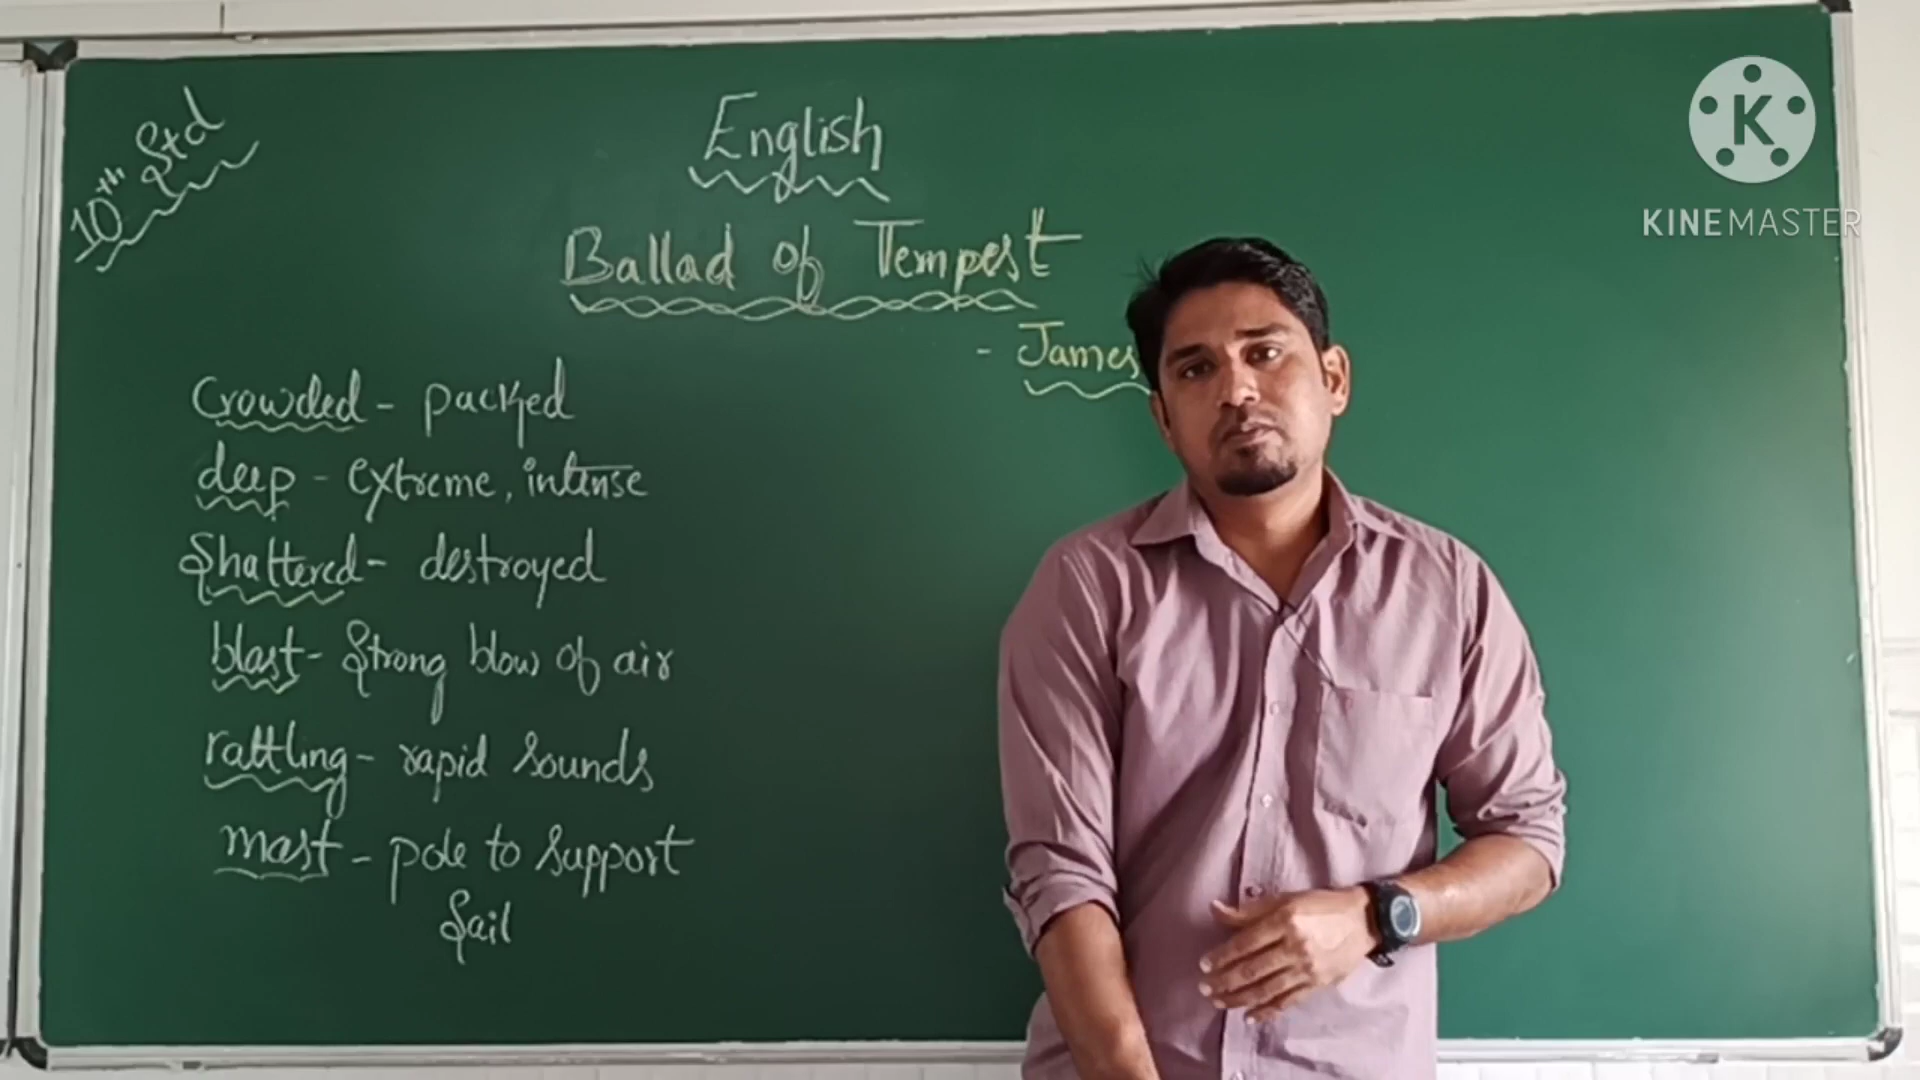 10th Std
English
Ballad of Tempest
- James
Crowded - packed
deep - extreme, intense
Shattered - destroyed
blast - Strong blow of air
rattling - rapid sounds
mast - pole to support
sail
K
KINEMASTER